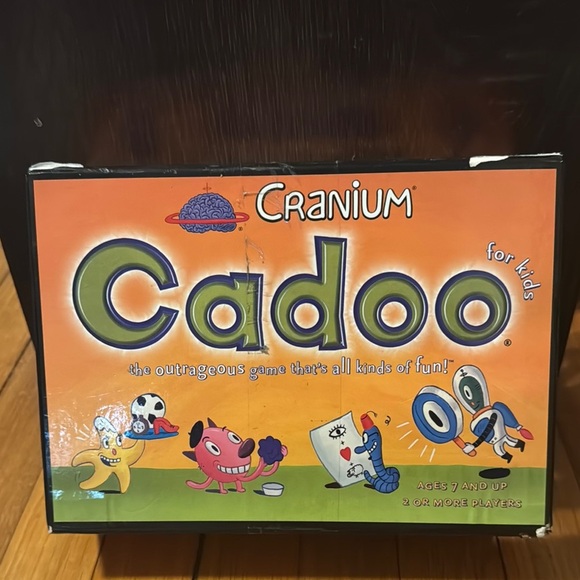 CRANIUM
Cadoo
for kids
the outrageous game that's all kinds of fun!™
AGES 7 AND UP
2 OR MORE PLAYERS